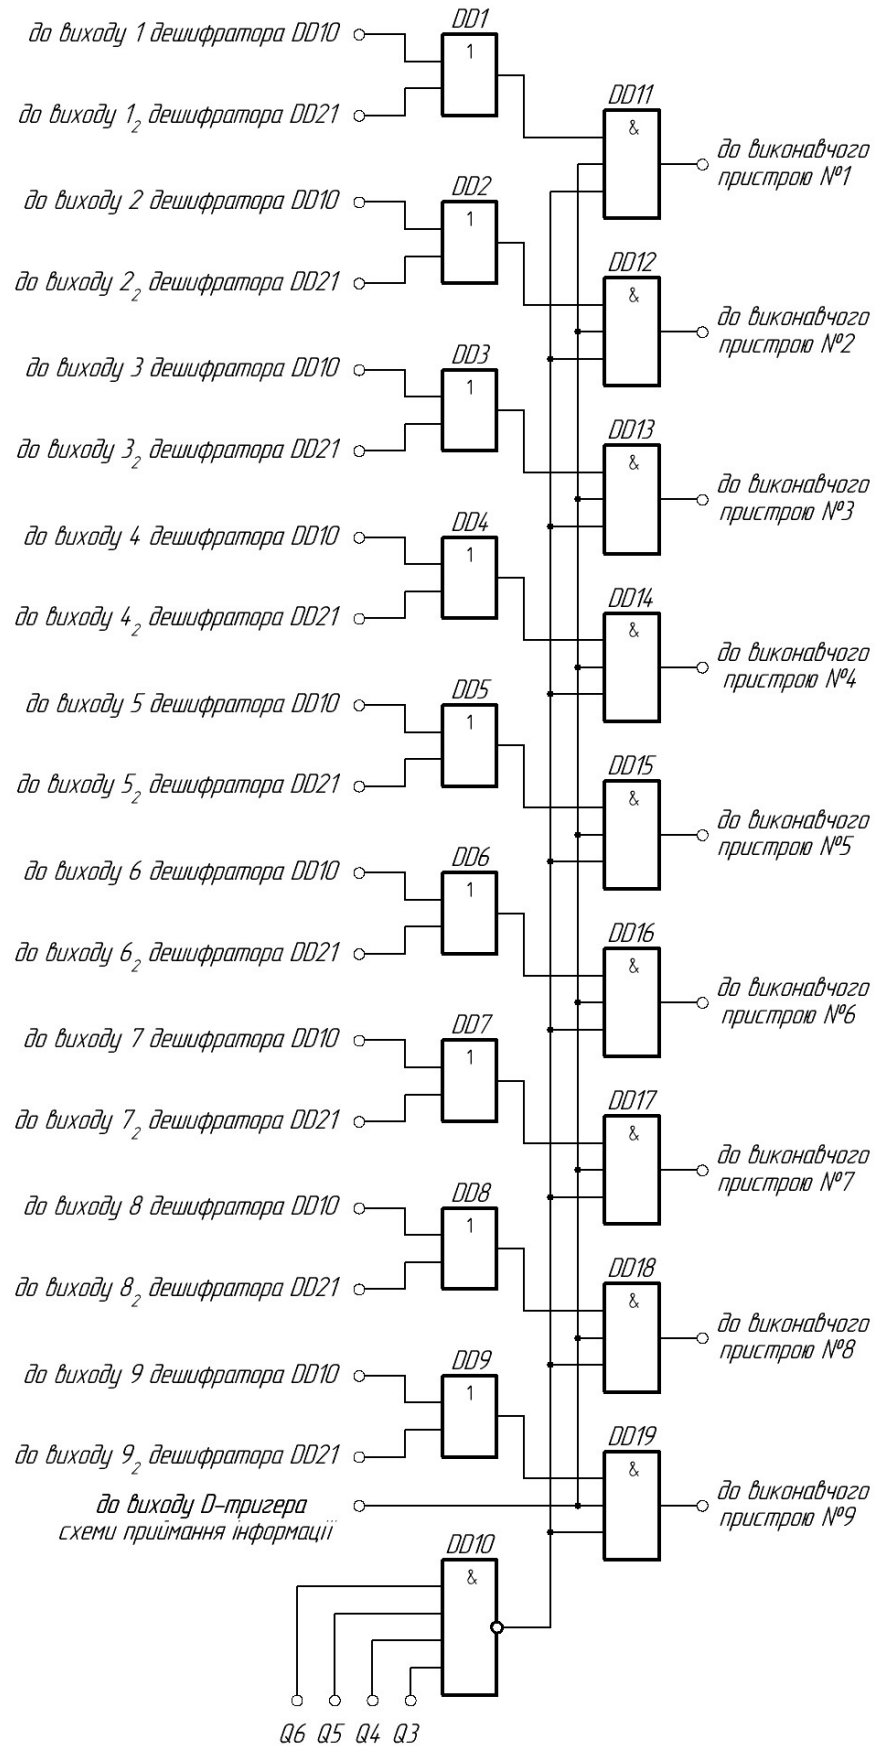 DD1
до виходу 1 дешифратора DD10
1
до виходу 1₂ дешифратора DD21
DD11
&
до виконавчого
пристрою №1
DD2
до виходу 2 дешифратора DD10
1
до виходу 2₂ дешифратора DD21
DD12
&
до виконавчого
пристрою №2
DD3
до виходу 3 дешифратора DD10
1
до виходу 3₂ дешифратора DD21
DD13
&
до виконавчого
пристрою №3
DD4
до виходу 4 дешифратора DD10
1
до виходу 4₂ дешифратора DD21
DD14
&
до виконавчого
пристрою №4
DD5
до виходу 5 дешифратора DD10
1
до виходу 5₂ дешифратора DD21
DD15
&
до виконавчого
пристрою №5
DD6
до виходу 6 дешифратора DD10
1
до виходу 6₂ дешифратора DD21
DD16
&
до виконавчого
пристрою №6
DD7
до виходу 7 дешифратора DD10
1
до виходу 7₂ дешифратора DD21
DD17
&
до виконавчого
пристрою №7
DD8
до виходу 8 дешифратора DD10
1
до виходу 8₂ дешифратора DD21
DD18
&
до виконавчого
пристрою №8
DD9
до виходу 9 дешифратора DD10
1
до виходу 9₂ дешифратора DD21
DD19
&
до виконавчого
пристрою №9
до виходу D-тригера
схеми приймання інформації
DD10
&
Q6 Q5 Q4 Q3